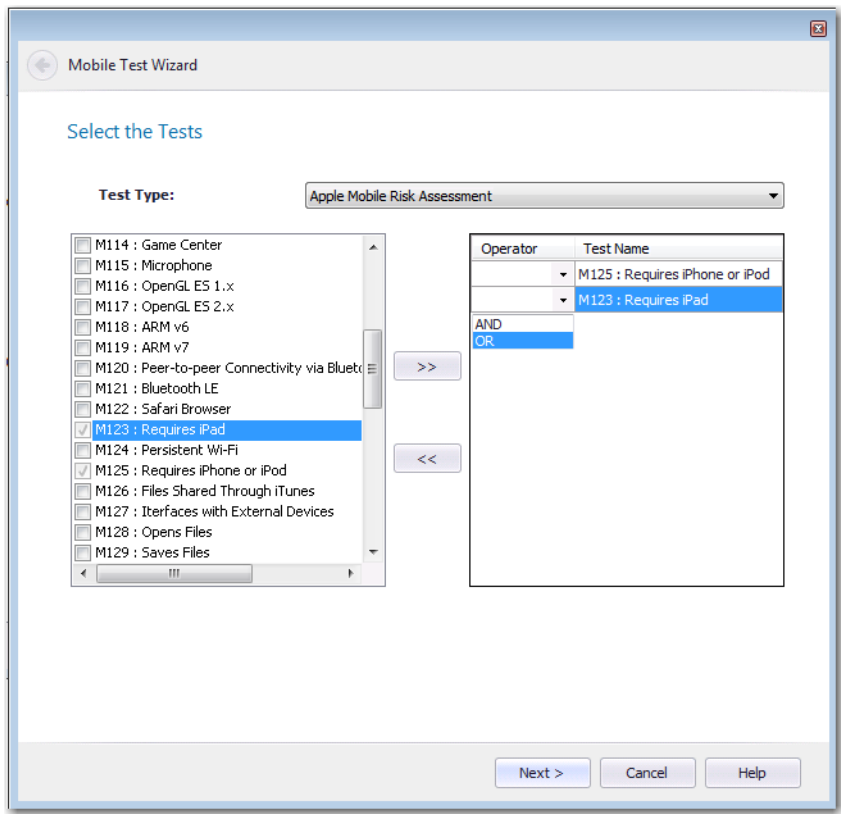 Mobile Test Wizard
Select the Tests
Test Type:
Apple Mobile Risk Assessment
M114 : Game Center
M115 : Microphone
M116 : OpenGL ES 1.x
M117 : OpenGL ES 2.x
M118 : ARM v6
M119 : ARM v7
M120 : Peer-to-peer Connectivity via
M121 : Bluetooth LE
M122 : Safari Browser
M123 : Requires iPad
M124 : Persistent Wi-Fi
M125 : Requires iPhone or iPod
M126 : Files Shared Through iTunes
M127 : Iterfaces with External Devices
M128 : Opens Files
M129 : Saves Files
>>
<<
Operator Test Name
M125 : Requires iPhone or iPod
M123 : Requires iPad
AND
OR
Next >
Cancel
Help